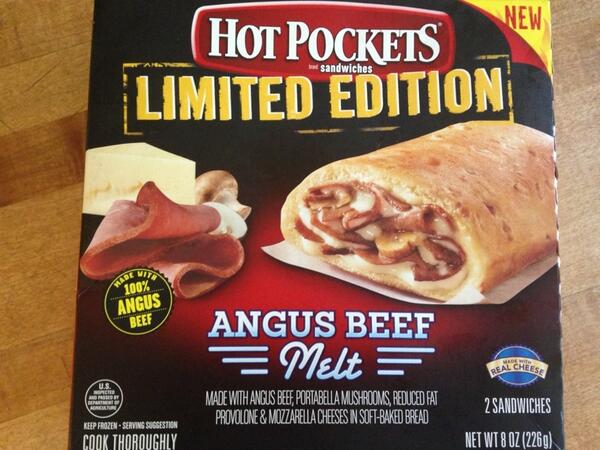 NEW
HOT POCKETS
brand sandwiches
LIMITED EDITION
MADE WITH
100%
ANGUS
BEEF
ANGUS BEEF
Melt
MADE WITH ANGUS BEEF, PORTABELLA MUSHROOMS, REDUCED FAT
PROVOLONE & MOZZARELLA CHEESES IN SOFT-BAKED BREAD
MADE WITH
REAL CHEESE
U.S.
INSPECTED
AND PASSED BY
DEPARTMENT OF
AGRICULTURE
2 SANDWICHES
KEEP FROZEN - SERVING SUGGESTION
COOK THOROUGHLY
NET WT 8 OZ (226g)